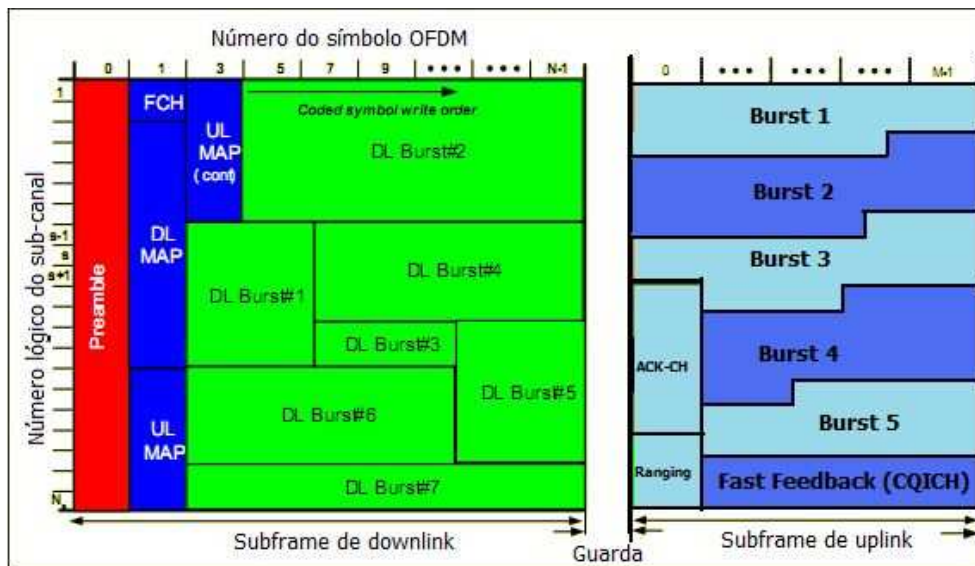 Número do símbolo OFDM
0 1 3 5 7 9 ••• ••• N-1
0 ••• ••• ••• M-1
Número lógico do sub-canal
1
s-1
s
s+1
N
Preamble
FCH
DL
MAP
UL
MAP
UL
MAP
(cont)
Coded symbol write order
DL Burst#2
DL Burst#1
DL Burst#4
DL Burst#3
DL Burst#5
DL Burst#6
DL Burst#7
Burst 1
Burst 2
Burst 3
ACK-CH
Burst 4
Burst 5
Ranging
Fast Feedback (CQICH)
Subframe de downlink
Guarda
Subframe de uplink